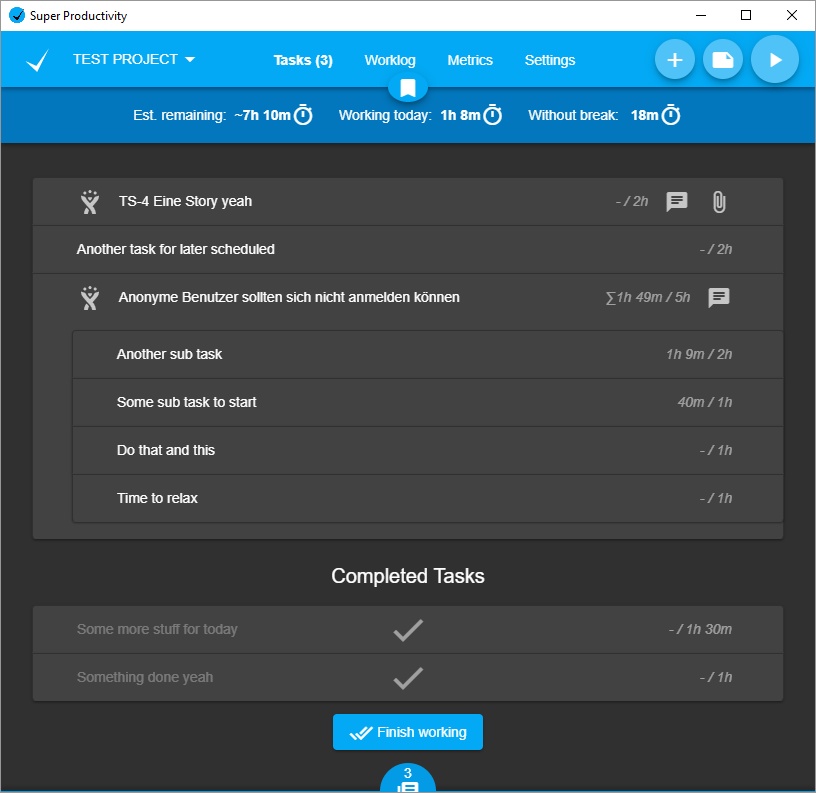 Super Productivity
TEST PROJECT Tasks (3) Worklog Metrics Settings
Est. remaining: ~7h 10m Working today: 1h 8m Without break: 18m
TS-4 Eine Story yeah - / 2h
Another task for later scheduled - / 2h
Anonyme Benutzer sollten sich nicht anmelden können ∑1h 49m / 5h
Another sub task 1h 9m / 2h
Some sub task to start 40m / 1h
Do that and this - / 1h
Time to relax - / 1h
Completed Tasks
Some more stuff for today - / 1h 30m
Something done yeah - / 1h
Finish working
3